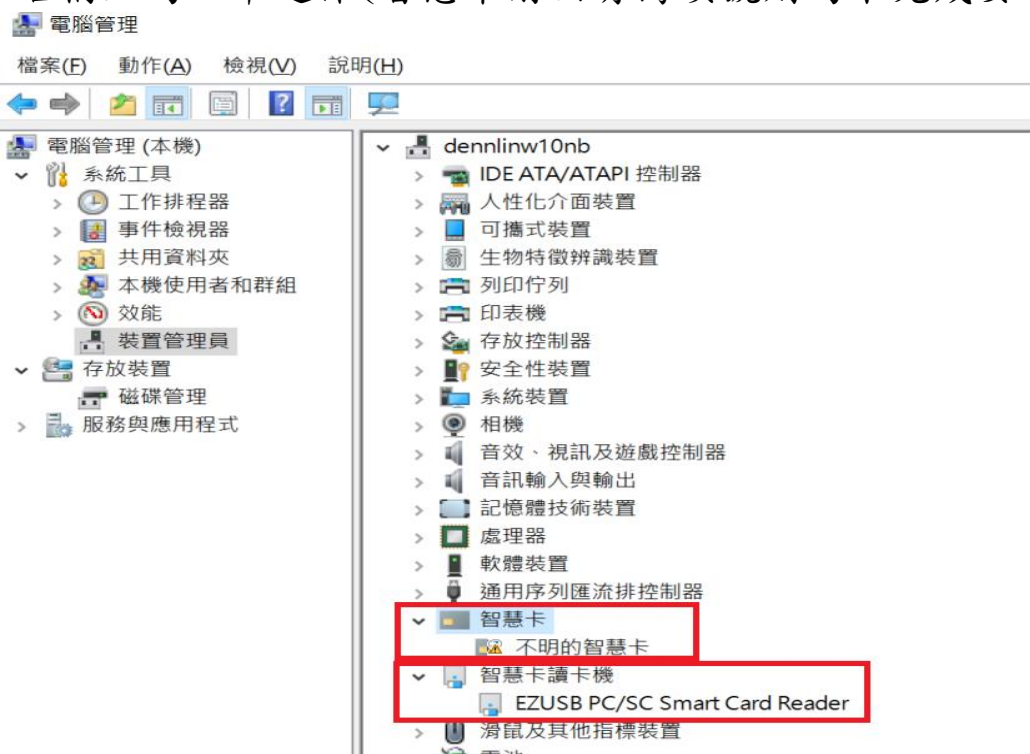 電腦管理
檔案(F) 動作(A) 檢視(V) 說明(H)
電腦管理 (本機)
系統工具
工作排程器
事件檢視器
共用資料夾
本機使用者和群組
效能
裝置管理員
存放裝置
磁碟管理
服務與應用程式
dennlinw10nb
IDE ATA/ATAPI 控制器
人性化介面裝置
可攜式裝置
生物特徵辨識裝置
列印佇列
印表機
存放控制器
安全性裝置
系統裝置
相機
音效、視訊及遊戲控制器
音訊輸入與輸出
記憶體技術裝置
處理器
軟體裝置
通用序列匯流排控制器
智慧卡
不明的智慧卡
智慧卡讀卡機
EZUSB PC/SC Smart Card Reader
滑鼠及其他指標裝置